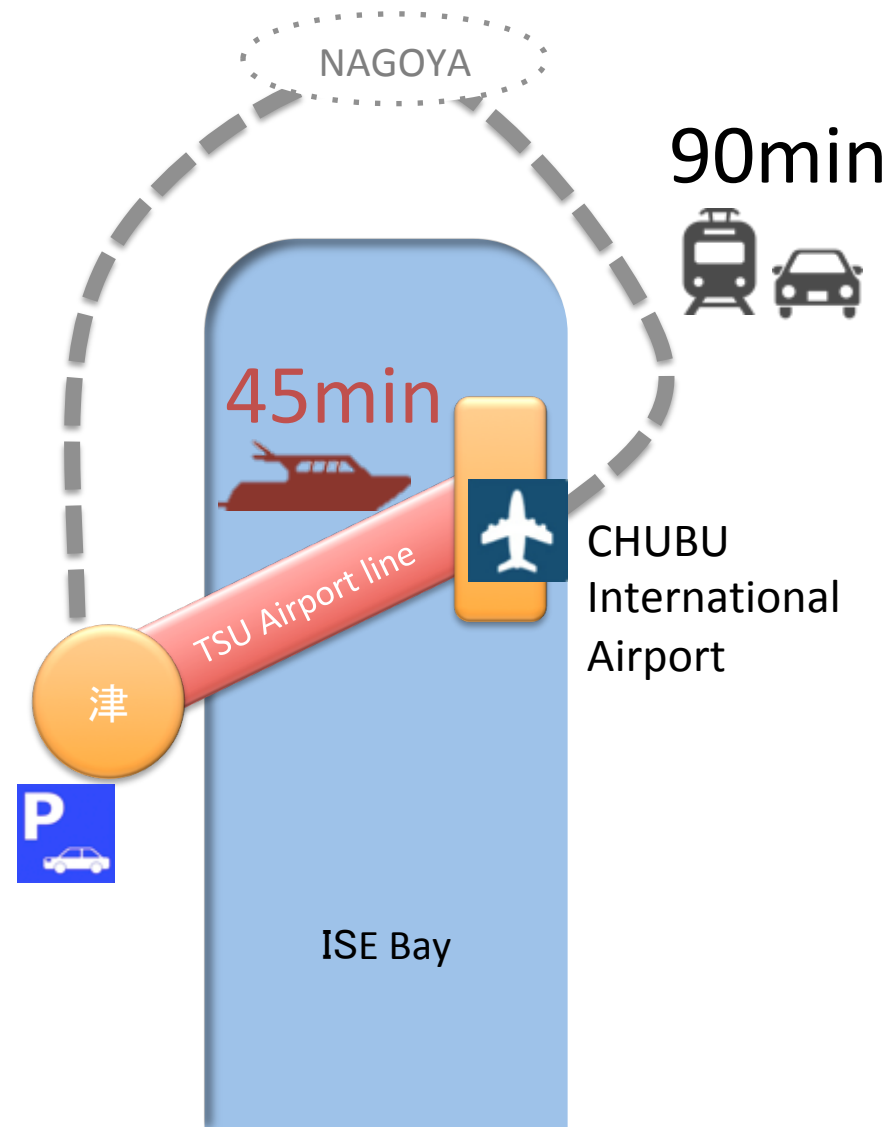 NAGOYA
90min
45min
TSU Airport line
CHUBU
International
Airport
津
P
ISE Bay